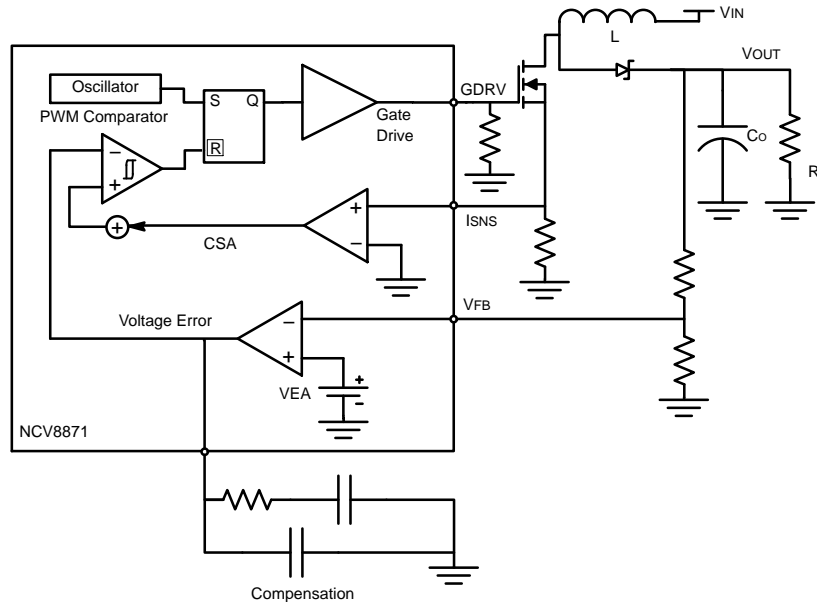 VIN
L
VOUT
Oscillator
S Q
GDRV
PWM Comparator
Gate
Drive
R
CO
R
− +
+
CSA
+ −
ISNS
Voltage Error
− +
VFB
VEA
+ −
NCV8871
Compensation